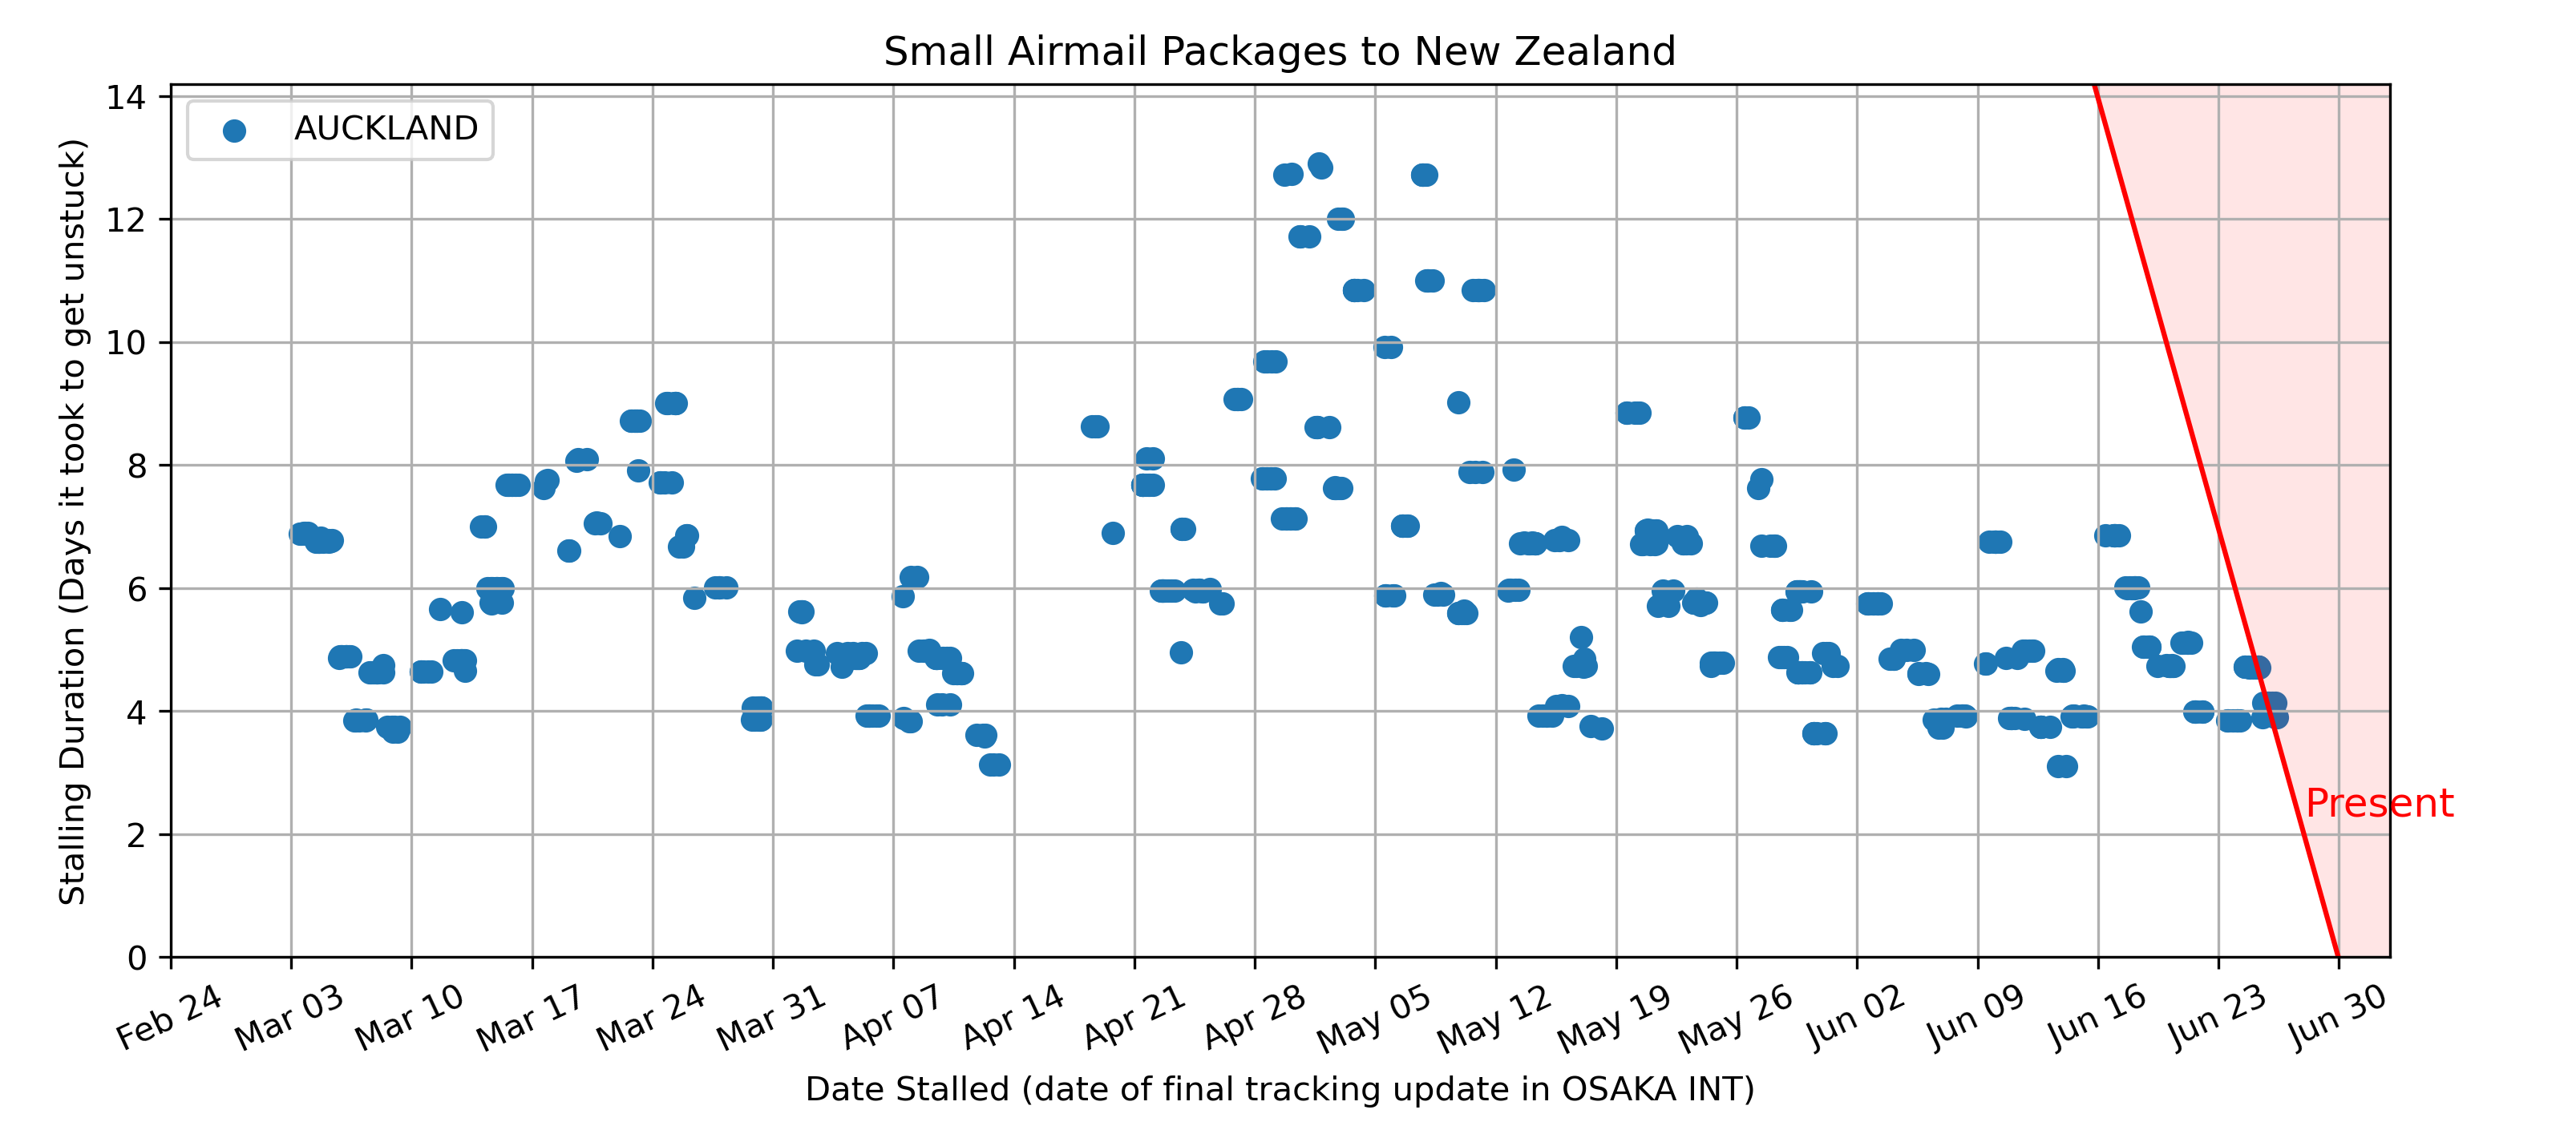 Small Airmail Packages to New Zealand
AUCKLAND
Stalling Duration (Days it took to get unstuck)
14
12
10
8
6
4
2
0
Present
Feb 24
Mar 03
Mar 10
Mar 17
Mar 24
Mar 31
Apr 07
Apr 14
Apr 21
Apr 28
May 05
May 12
May 19
May 26
Jun 02
Jun 09
Jun 16
Jun 23
Jun 30
Date Stalled (date of final tracking update in OSAKA INT)